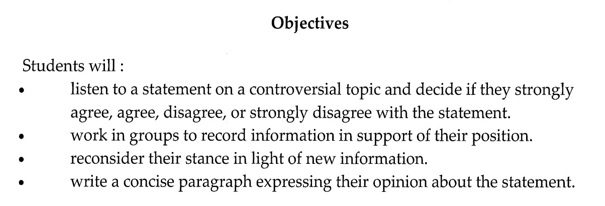 Objectives
Students will :
• listen to a statement on a controversial topic and decide if they strongly
agree, agree, disagree, or strongly disagree with the statement.
• work in groups to record information in support of their position.
• reconsider their stance in light of new information.
• write a concise paragraph expressing their opinion about the statement.